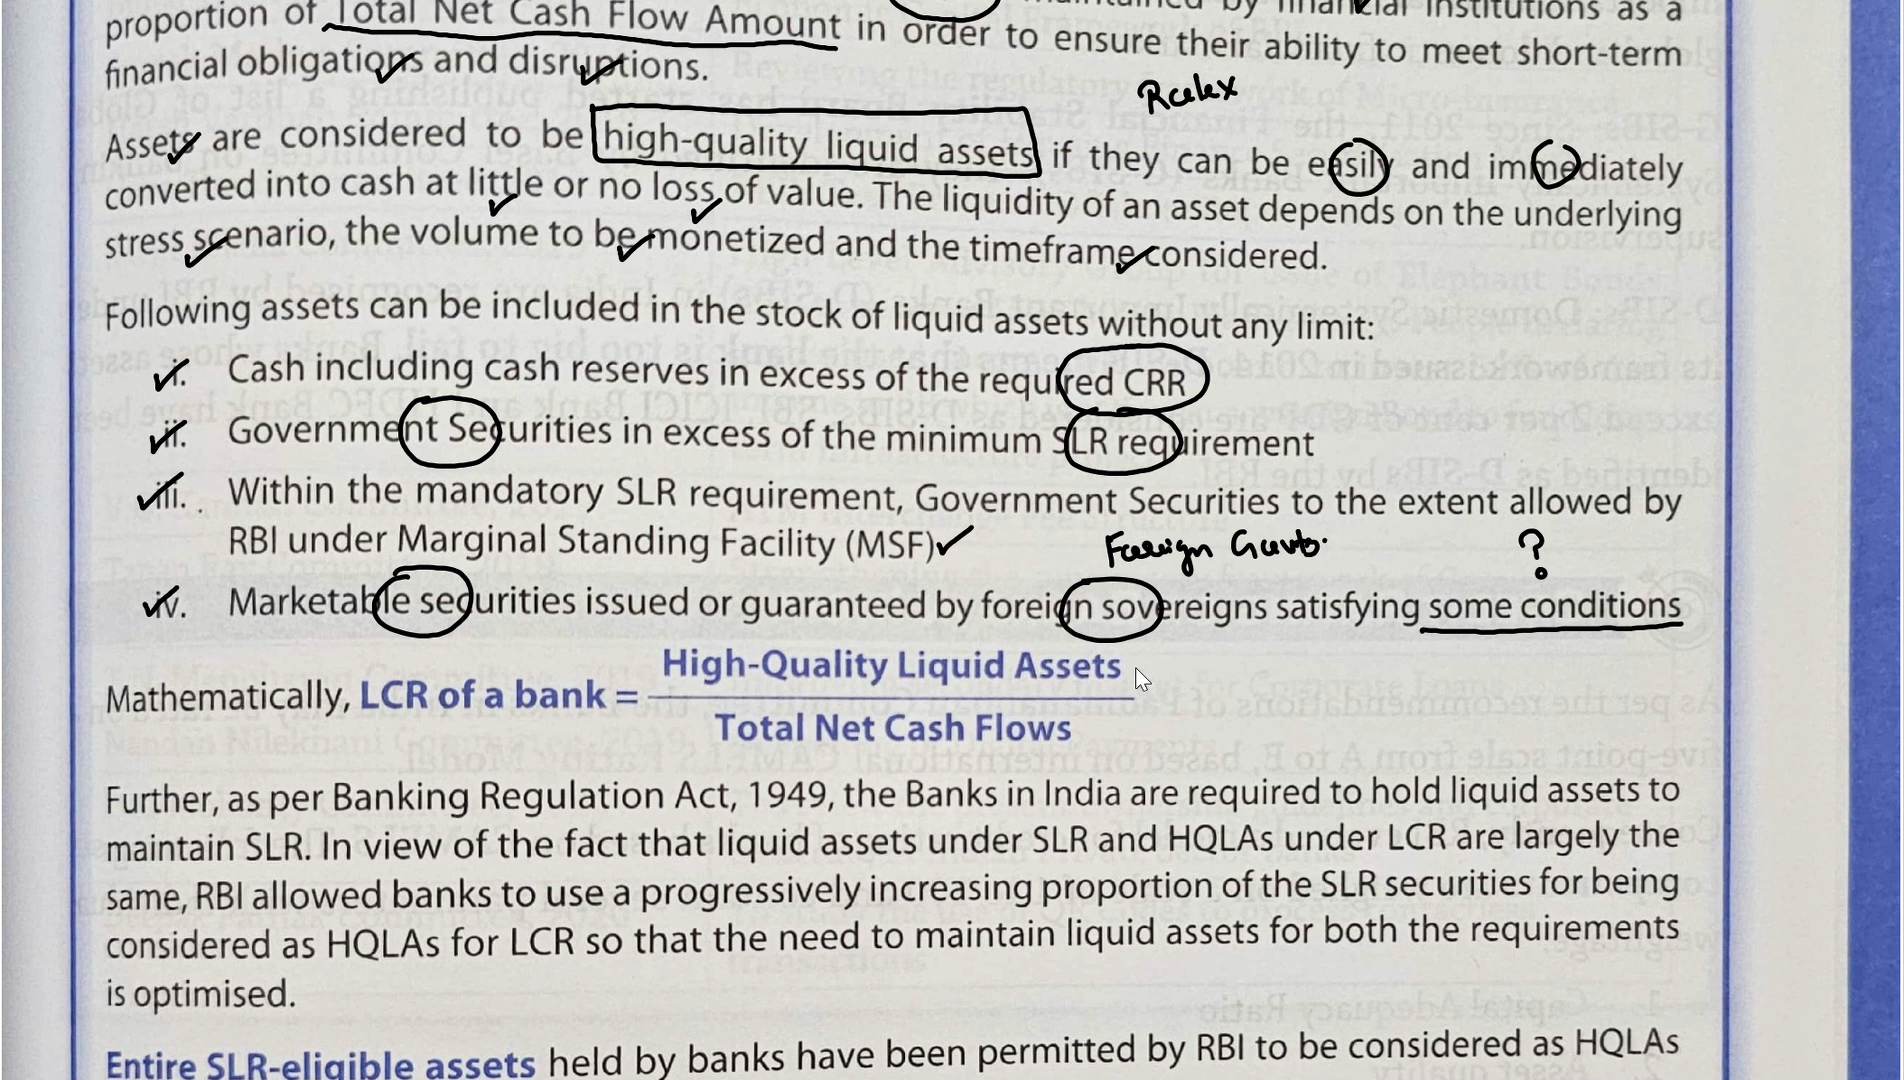 proportion of Total Net Cash Flow Amount in order to ensure their ability to meet short-term
by financial institutions as a
financial obligations and disruptions.
Ralex
Assets are considered to be high-quality liquid assets if they can be easily and immediately
converted into cash at little or no loss of value. The liquidity of an asset depends on the underlying
stress scenario, the volume to be monetized and the timeframe considered.
Following assets can be included in the stock of liquid assets without any limit:
i. Cash including cash reserves in excess of the required CRR
ii. Government Securities in excess of the minimum SLR requirement
iii. Within the mandatory SLR requirement, Government Securities to the extent allowed by
RBI under Marginal Standing Facility (MSF)
Foreign Govts. ?
iv. Marketable securities issued or guaranteed by foreign sovereigns satisfying some conditions
Mathematically, LCR of a bank = High-Quality Liquid Assets
Total Net Cash Flows
Further, as per Banking Regulation Act, 1949, the Banks in India are required to hold liquid assets to
maintain SLR. In view of the fact that liquid assets under SLR and HQLAs under LCR are largely the
same, RBI allowed banks to use a progressively increasing proportion of the SLR securities for being
considered as HQLAs for LCR so that the need to maintain liquid assets for both the requirements
is optimised.
Entire SLR-eligible assets held by banks have been permitted by RBI to be considered as HQLAs